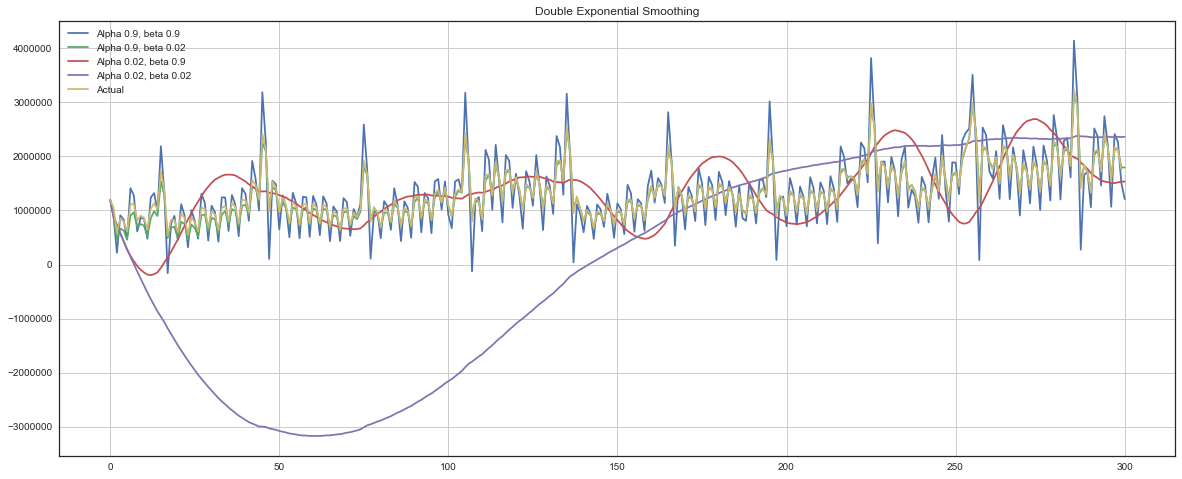 Double Exponential Smoothing
Alpha 0.9, beta 0.9
Alpha 0.9, beta 0.02
Alpha 0.02, beta 0.9
Alpha 0.02, beta 0.02
Actual
4000000
3000000
2000000
1000000
0
−1000000
−2000000
−3000000
0 50 100 150 200 250 300